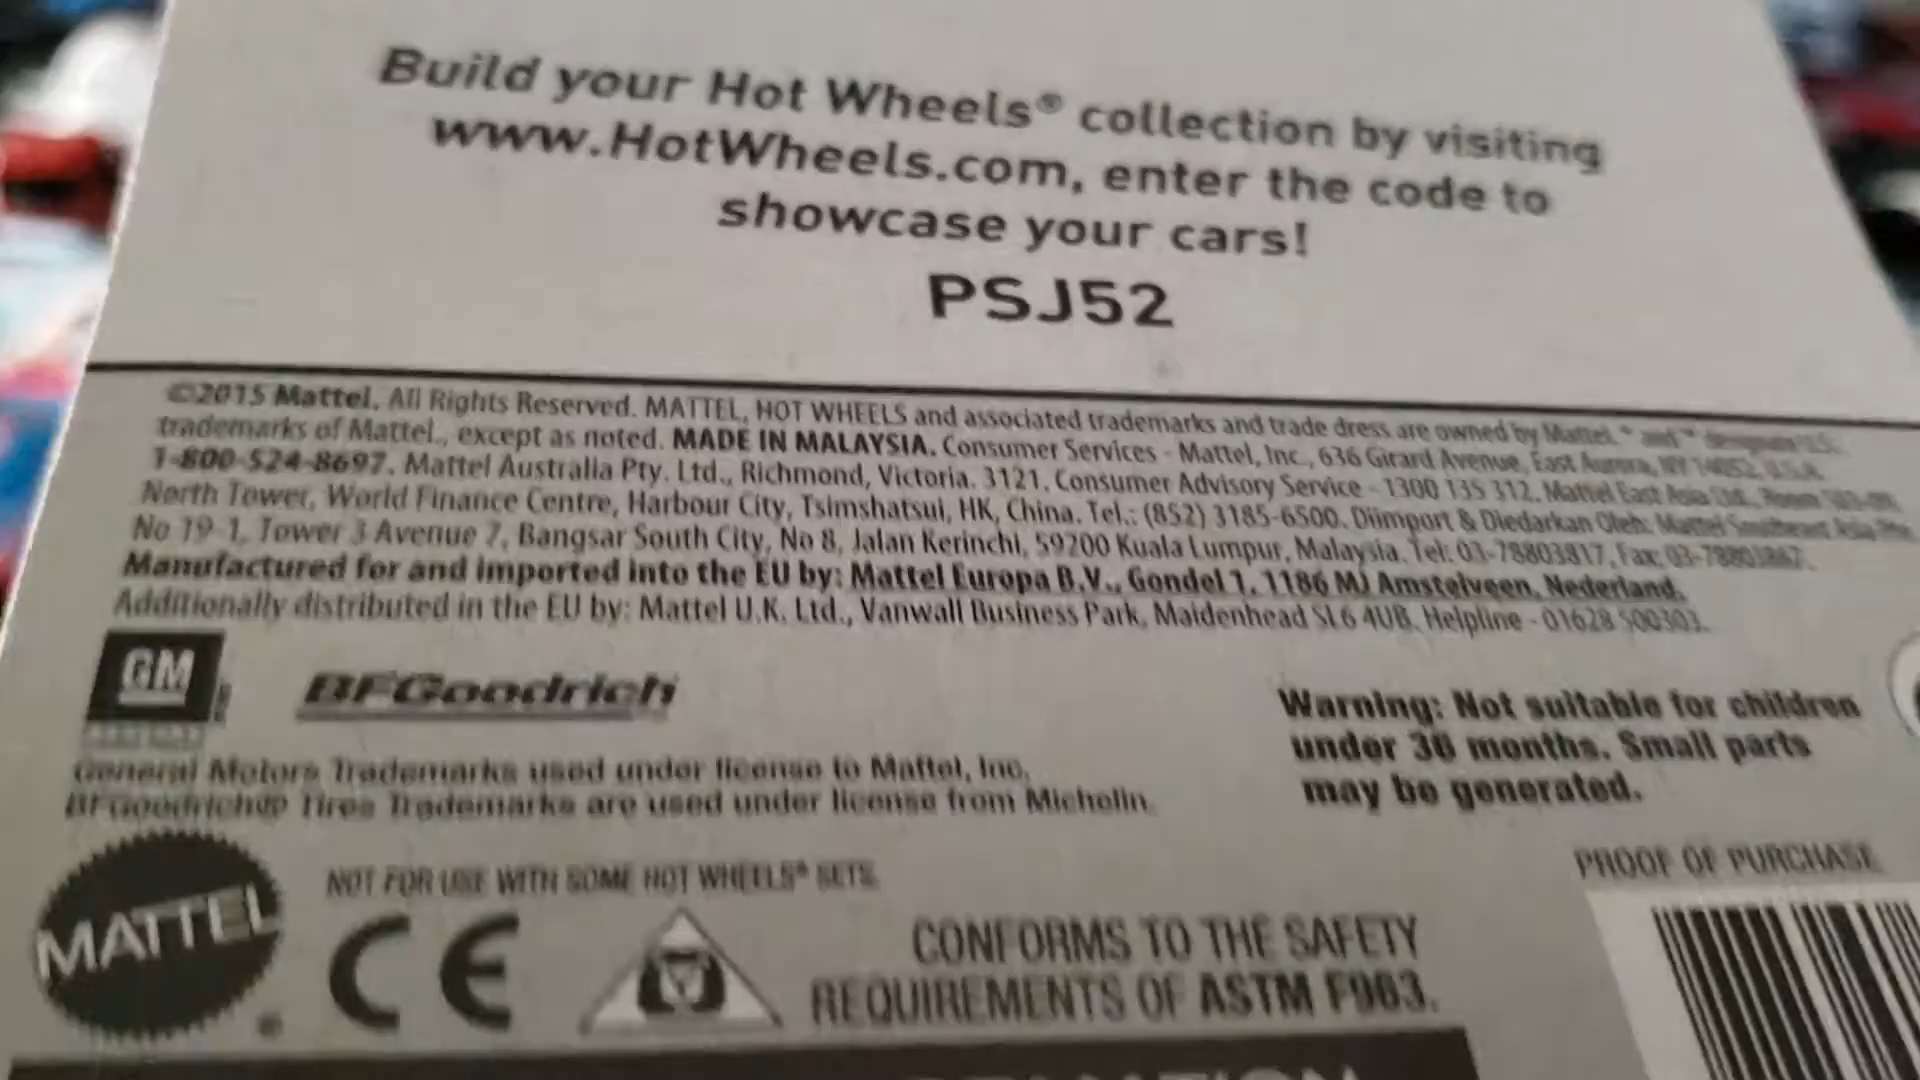 Build your Hot Wheels® collection by visiting
www.HotWheels.com, enter the code to
showcase your cars!
PSJ52
©2015 Mattel. All Rights Reserved. MATTEL, HOT WHEELS and associated trademarks and trade dress are owned by Mattel.
trademarks of Mattel., except as noted. MADE IN MALAYSIA. Consumer Services - Mattel, Inc., 636 Girard Avenue, East Aurora, NY 14052, U.S.A.
1-800-524-8697. Mattel Australia Pty. Ltd., Richmond, Victoria. 3121. Consumer Advisory Service - 1300 135 312. Mattel East Asia Ltd., Room
North Tower, World Finance Centre, Harbour City, Tsimshatsui, HK, China. Tel.: (852) 3185-6500. Diimport & Diedarkan Oleh: Mattel Southeast Asia
No 19-1, Tower 3 Avenue 7, Bangsar South City, No 8, Jalan Kerinchi, 59200 Kuala Lumpur, Malaysia. Tel: 03-78803817, Fax: 03-78803867.
Manufactured for and imported into the EU by: Mattel Europa B.V., Gondel 1, 1186 MJ Amstelveen, Nederland.
Additionally distributed in the EU by: Mattel U.K. Ltd., Vanwall Business Park, Maidenhead SL6 4UB. Helpline - 01628 500303.
GM
BFGoodrich
General Motors Trademarks used under license to Mattel, Inc.
BFGoodrich® Tires Trademarks are used under license from Michelin.
Warning: Not suitable for children
under 36 months. Small parts
may be generated.
PROOF OF PURCHASE
NOT FOR USE WITH SOME HOT WHEELS® SETS.
MATTEL
CE
CONFORMS TO THE SAFETY
REQUIREMENTS OF ASTM F963.